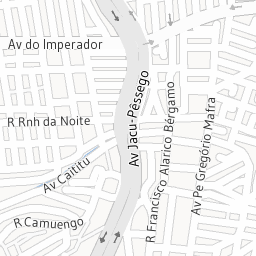 Av do Imperador
Av Jacu-Pêssego
R Rnh da Noite
Av Caititu
R Francisco Alarico Bérgamo
Av Pe Gregório Mafra
R Camuengo